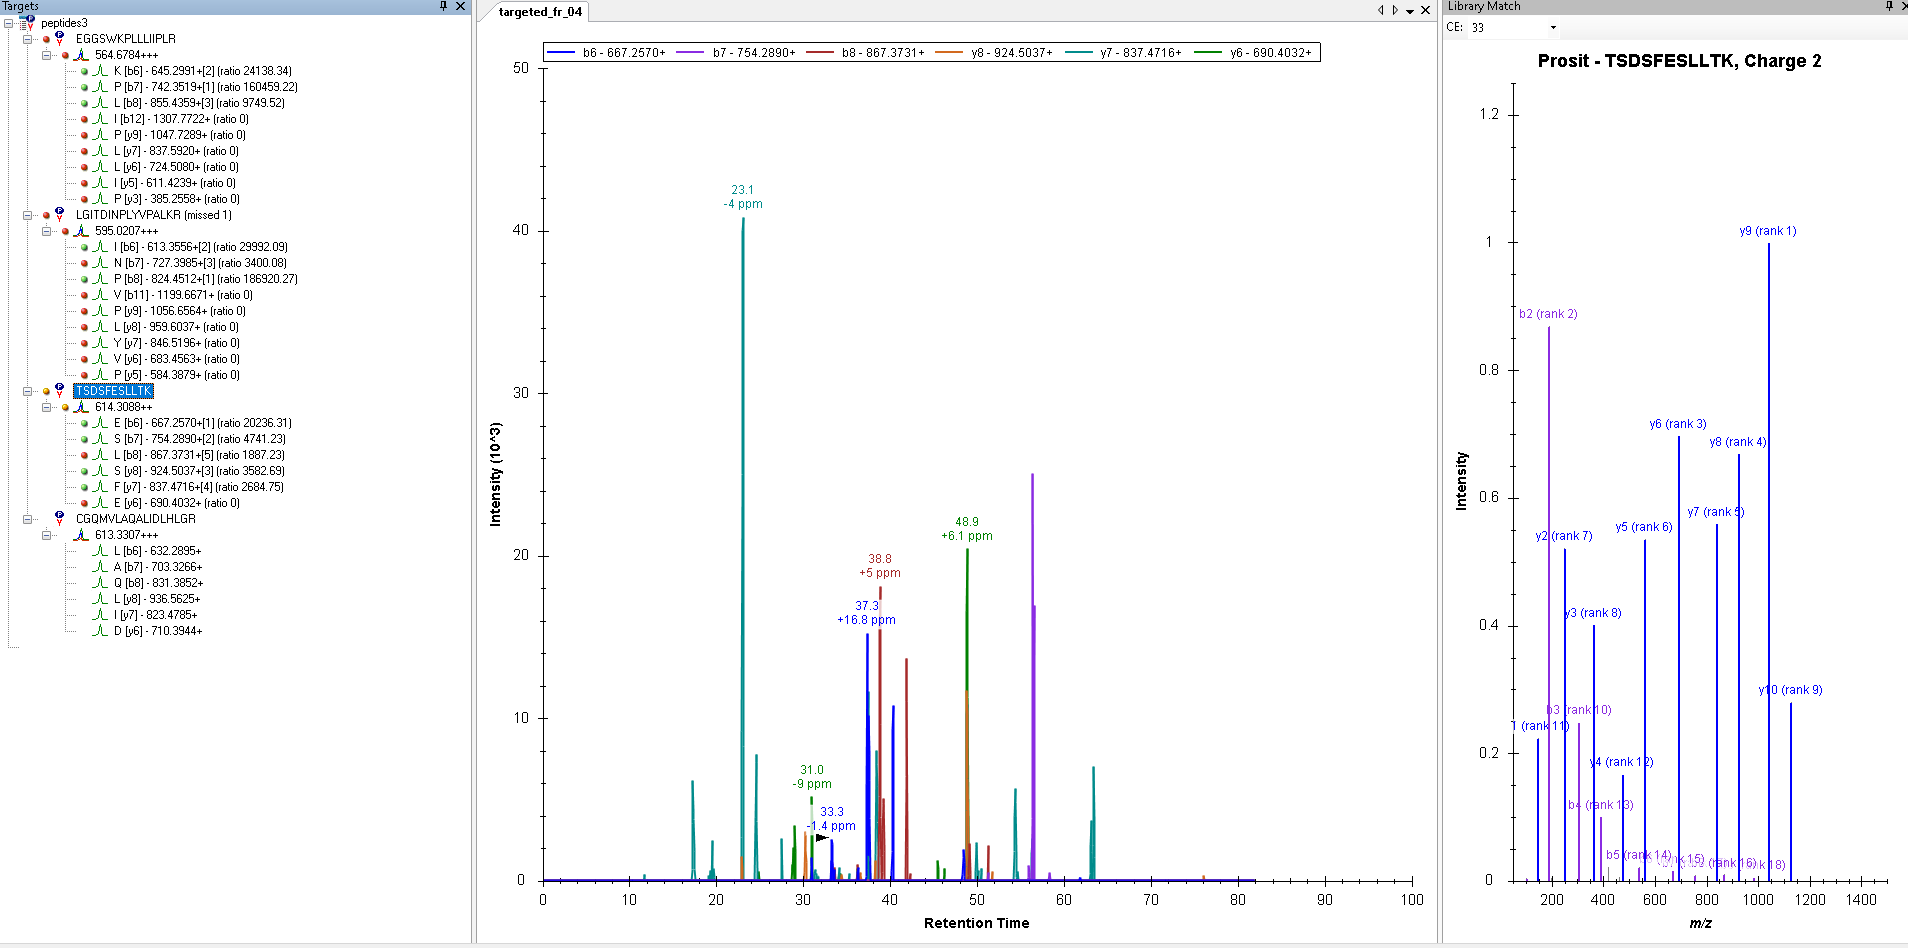 Targets
peptides3
EGGSWKPLLLIIPLR
564.6784+++
K [b6] - 645.2991+[2] (ratio 24138.34)
P [b7] - 742.3519+[1] (ratio 160459.22)
L [b8] - 855.4359+[3] (ratio 9749.52)
I [b12] - 1307.7722+ (ratio 0)
P [y9] - 1047.7289+ (ratio 0)
L [y7] - 837.5920+ (ratio 0)
L [y6] - 724.5080+ (ratio 0)
I [y5] - 611.4239+ (ratio 0)
P [y3] - 385.2558+ (ratio 0)
LGITDINPLYVPALKR (missed 1)
595.0207+++
I [b6] - 613.3556+[2] (ratio 29992.09)
N [b7] - 727.3985+[3] (ratio 3400.08)
P [b8] - 824.4512+[1] (ratio 186920.27)
V [b11] - 1199.6671+ (ratio 0)
P [y9] - 1056.6564+ (ratio 0)
L [y8] - 959.6037+ (ratio 0)
Y [y7] - 846.5196+ (ratio 0)
V [y6] - 683.4563+ (ratio 0)
P [y5] - 584.3879+ (ratio 0)
TSDSFESLLTK
614.3088++
E [b6] - 667.2570+[1] (ratio 20236.31)
S [b7] - 754.2890+[2] (ratio 4741.23)
L [b8] - 867.3731+[5] (ratio 1887.23)
S [y8] - 924.5037+[3] (ratio 3582.69)
F [y7] - 837.4716+[4] (ratio 2684.75)
E [y6] - 690.4032+ (ratio 0)
CGQMVLAQALIDLHLGR
613.3307+++
L [b6] - 632.2895+
A [b7] - 703.3266+
Q [b8] - 831.3852+
L [y8] - 936.5625+
I [y7] - 823.4785+
D [y6] - 710.3944+
targeted_fr_04
b6 - 667.2570+ b7 - 754.2890+ b8 - 867.3731+ y8 - 924.5037+ y7 - 837.4716+ y6 - 690.4032+
50
40
30
20
10
0
Intensity (10^3)
23.1
-4 ppm
48.9
+6.1 ppm
38.8
+5 ppm
37.3
+16.8 ppm
31.0
-9 ppm
33.3
-1.4 ppm
0 10 20 30 40 50 60 70 80 90 100
Retention Time
Library Match
CE: 33
Prosit - TSDSFESLLTK, Charge 2
1.2
1
0.8
0.6
0.4
0.2
0
Intensity
y9 (rank 1)
b2 (rank 2)
y6 (rank 3)
y8 (rank 4)
y7 (rank 5)
y5 (rank 6)
y2 (rank 7)
y3 (rank 8)
y10 (rank 9)
b3 (rank 10)
1 (rank 11)
y4 (rank 12)
b4 (rank 13)
b5 (rank 14)
(rank 16)
200 400 600 800 1000 1200 1400
m/z